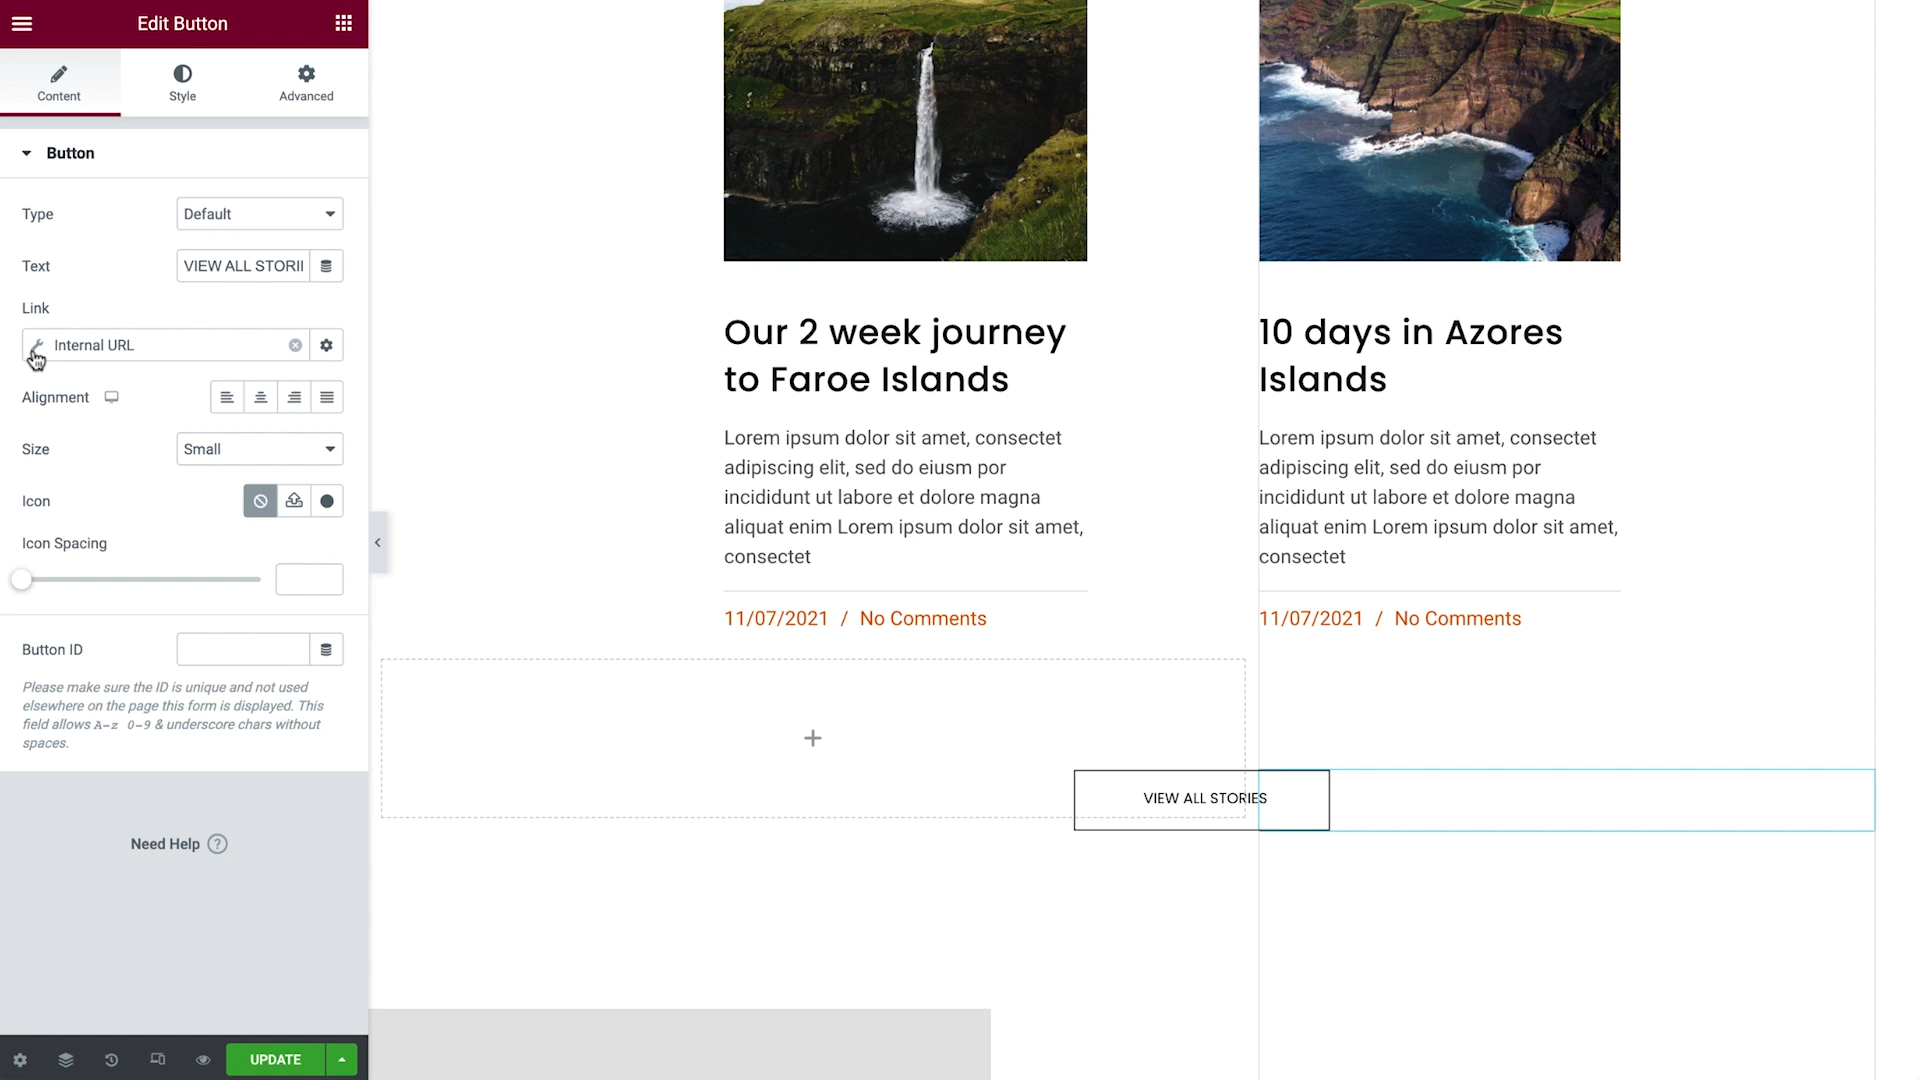 Edit Button
Content
Style
Advanced
Button
Type
Default
Text
VIEW ALL STORII
Link
Internal URL
Alignment
Size
Small
Icon
Icon Spacing
Button ID
Please make sure the ID is unique and not used
elsewhere on the page this form is displayed. This
field allows A-z 0-9 & underscore chars without
spaces.
Need Help ?
UPDATE
Our 2 week journey
to Faroe Islands
Lorem ipsum dolor sit amet, consectet
adipiscing elit, sed do eiusm por
incididunt ut labore et dolore magna
aliquat enim Lorem ipsum dolor sit amet,
consectet
11/07/2021 / No Comments
10 days in Azores
Islands
Lorem ipsum dolor sit amet, consectet
adipiscing elit, sed do eiusm por
incididunt ut labore et dolore magna
aliquat enim Lorem ipsum dolor sit amet,
consectet
11/07/2021 / No Comments
VIEW ALL STORIES